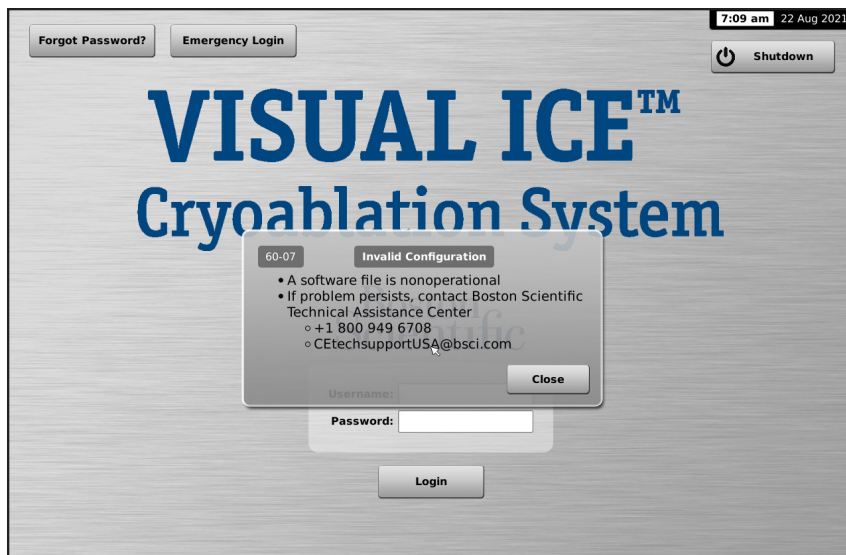 7:09 am 22 Aug 2021
Forgot Password? Emergency Login
Shutdown
VISUAL ICE™
Cryoablation System
60-07 Invalid Configuration
• A software file is nonoperational
• If problem persists, contact Boston Scientific
Technical Assistance Center
○ +1 800 949 6708
○ CEtechsupportUSA@bsci.com
Boston
Scientific
Close
Username:
Password:
Login